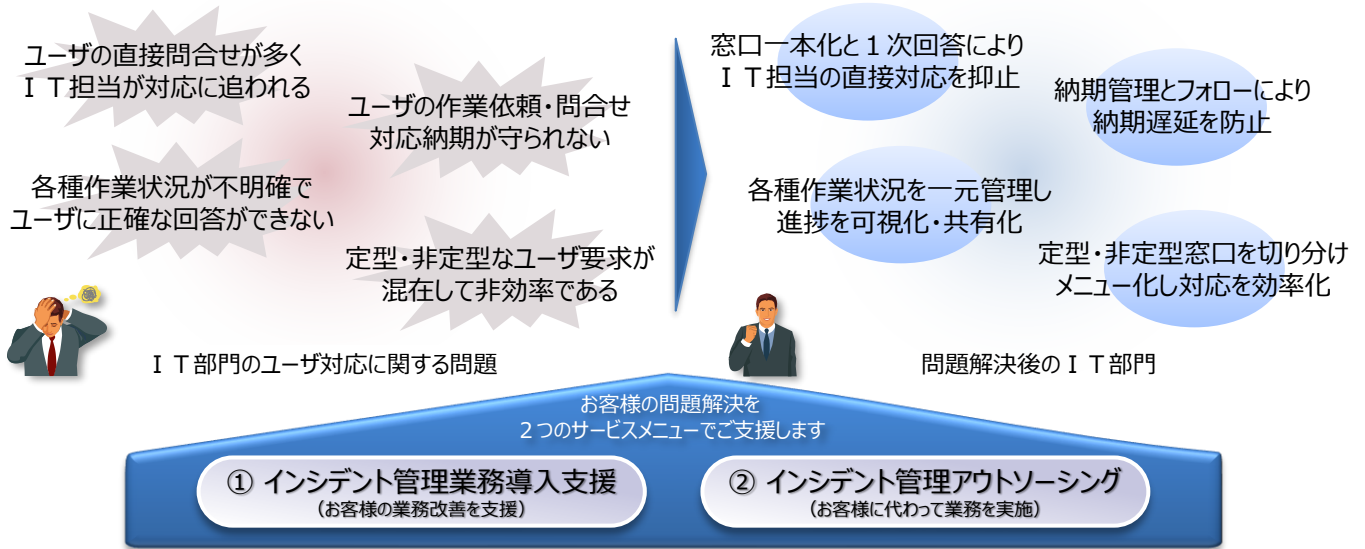 ユーザの直接問合せが多く
ＩＴ担当が対応に追われる
ユーザの作業依頼・問合せ
対応納期が守られない
各種作業状況が不明確で
ユーザに正確な回答ができない
定型・非定型なユーザ要求が
混在して非効率である
ＩＴ部門のユーザ対応に関する問題
窓口一本化と１次回答により
ＩＴ担当の直接対応を抑止
納期管理とフォローにより
納期遅延を防止
各種作業状況を一元管理し
進捗を可視化・共有化
定型・非定型窓口を切り分け
メニュー化し対応を効率化
問題解決後のＩＴ部門
お客様の問題解決を
２つのサービスメニューでご支援します
① インシデント管理業務導入支援
（お客様の業務改善を支援）
② インシデント管理アウトソーシング
（お客様に代わって業務を実施）